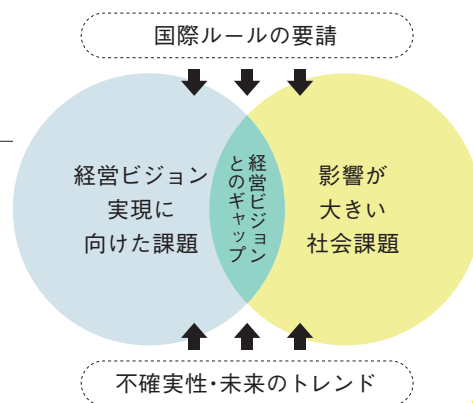 国際ルールの要請
経営ビジョン
実現に
向けた課題
経営ビジョン
とのギャップ
影響が
大きい
社会課題
不確実性・未来のトレンド